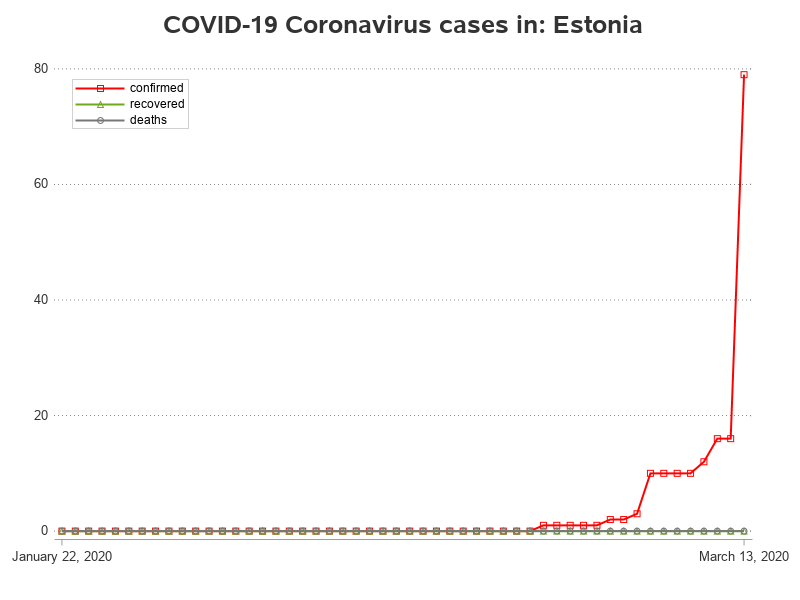 COVID-19 Coronavirus cases in: Estonia
80
confirmed
recovered
deaths
60
40
20
0
January 22, 2020
March 13, 2020